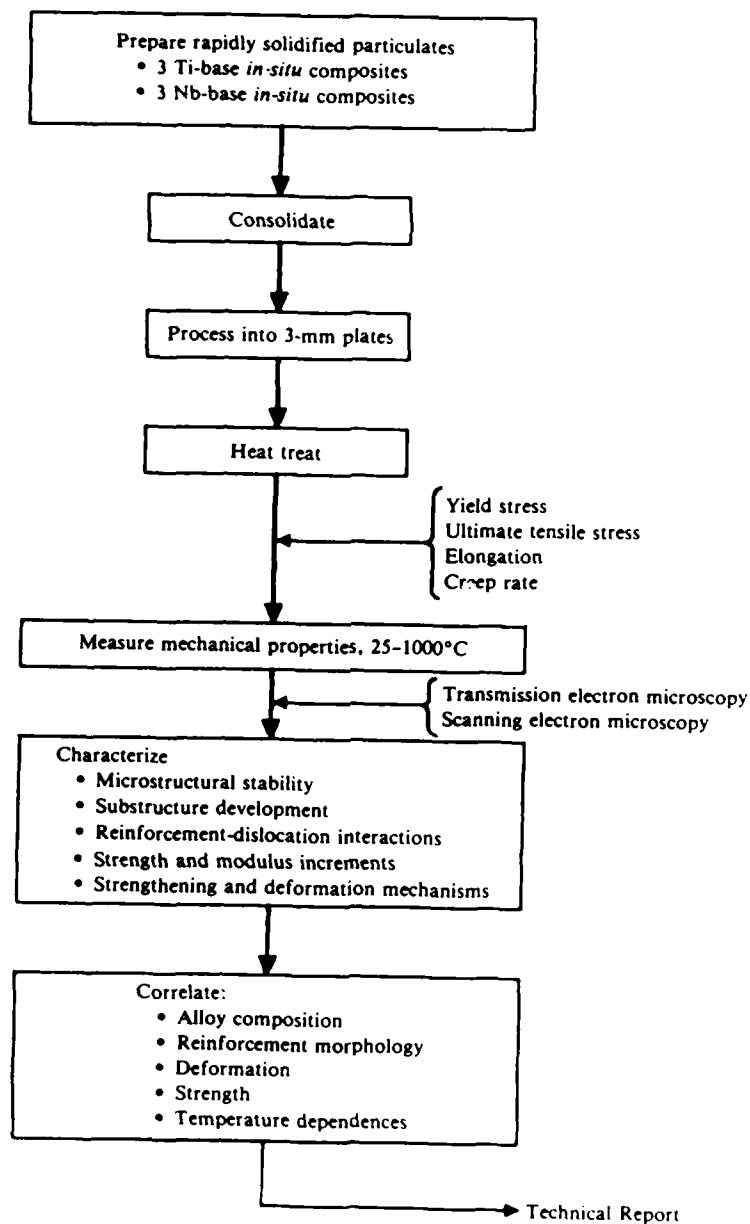 Prepare rapidly solidified particulates
• 3 Ti-base in-situ composites
• 3 Nb-base in-situ composites
Consolidate
Process into 3-mm plates
Heat treat
Yield stress
Ultimate tensile stress
Elongation
Creep rate
Measure mechanical properties, 25-1000°C
Transmission electron microscopy
Scanning electron microscopy
Characterize
• Microstructural stability
• Substructure development
• Reinforcement-dislocation interactions
• Strength and modulus increments
• Strengthening and deformation mechanisms
Correlate:
• Alloy composition
• Reinforcement morphology
• Deformation
• Strength
• Temperature dependences
Technical Report